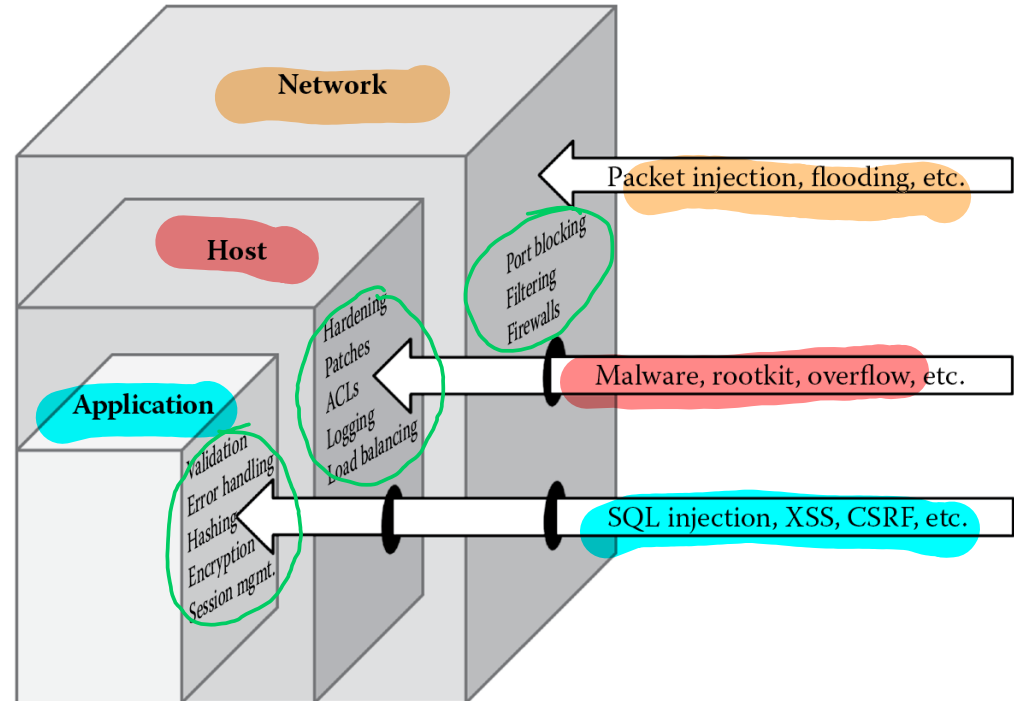 Network
Packet injection, flooding, etc.
Port blocking
Filtering
Firewalls
Host
Hardening
Patches
ACLs
Logging
Load balancing
Malware, rootkit, overflow, etc.
Application
Validation
Error handling
Hashing
Encryption
Session mgmt.
SQL injection, XSS, CSRF, etc.